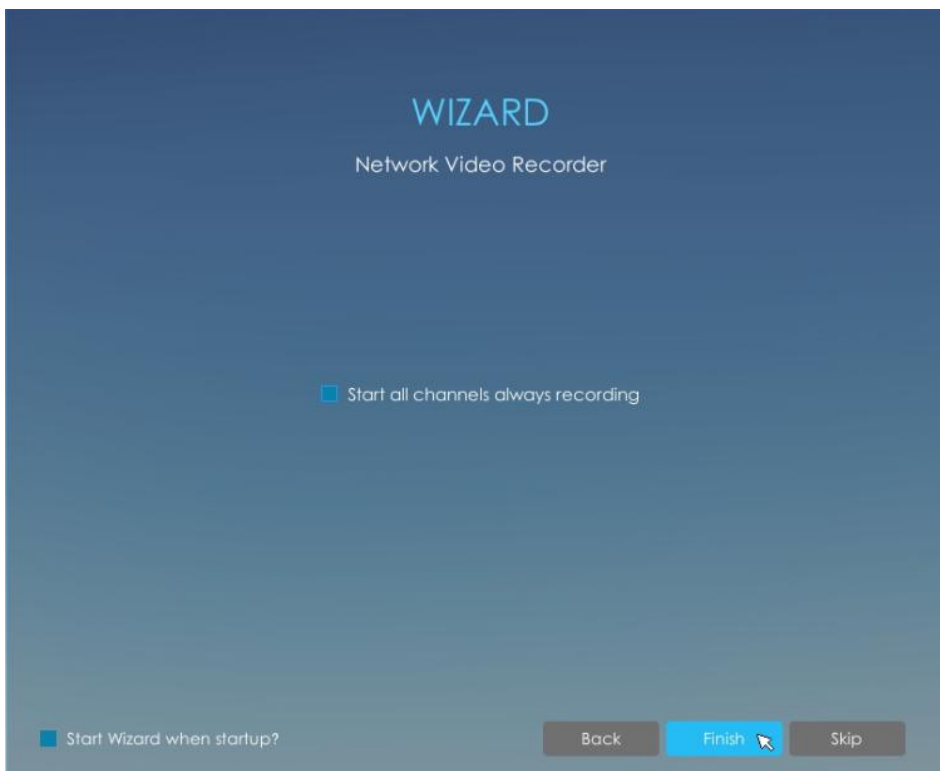 WIZARD
Network Video Recorder
Start all channels always recording
Start Wizard when startup?
Back
Finish
Skip